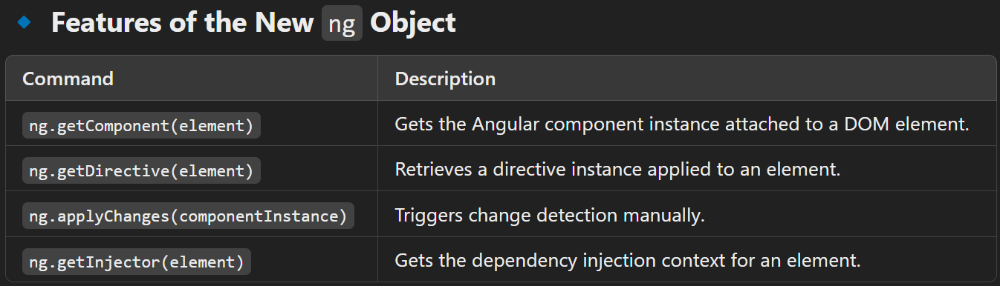 Features of the New ng Object
Command Description
ng.getComponent(element) Gets the Angular component instance attached to a DOM element.
ng.getDirective(element) Retrieves a directive instance applied to an element.
ng.applyChanges(componentInstance) Triggers change detection manually.
ng.getInjector(element) Gets the dependency injection context for an element.